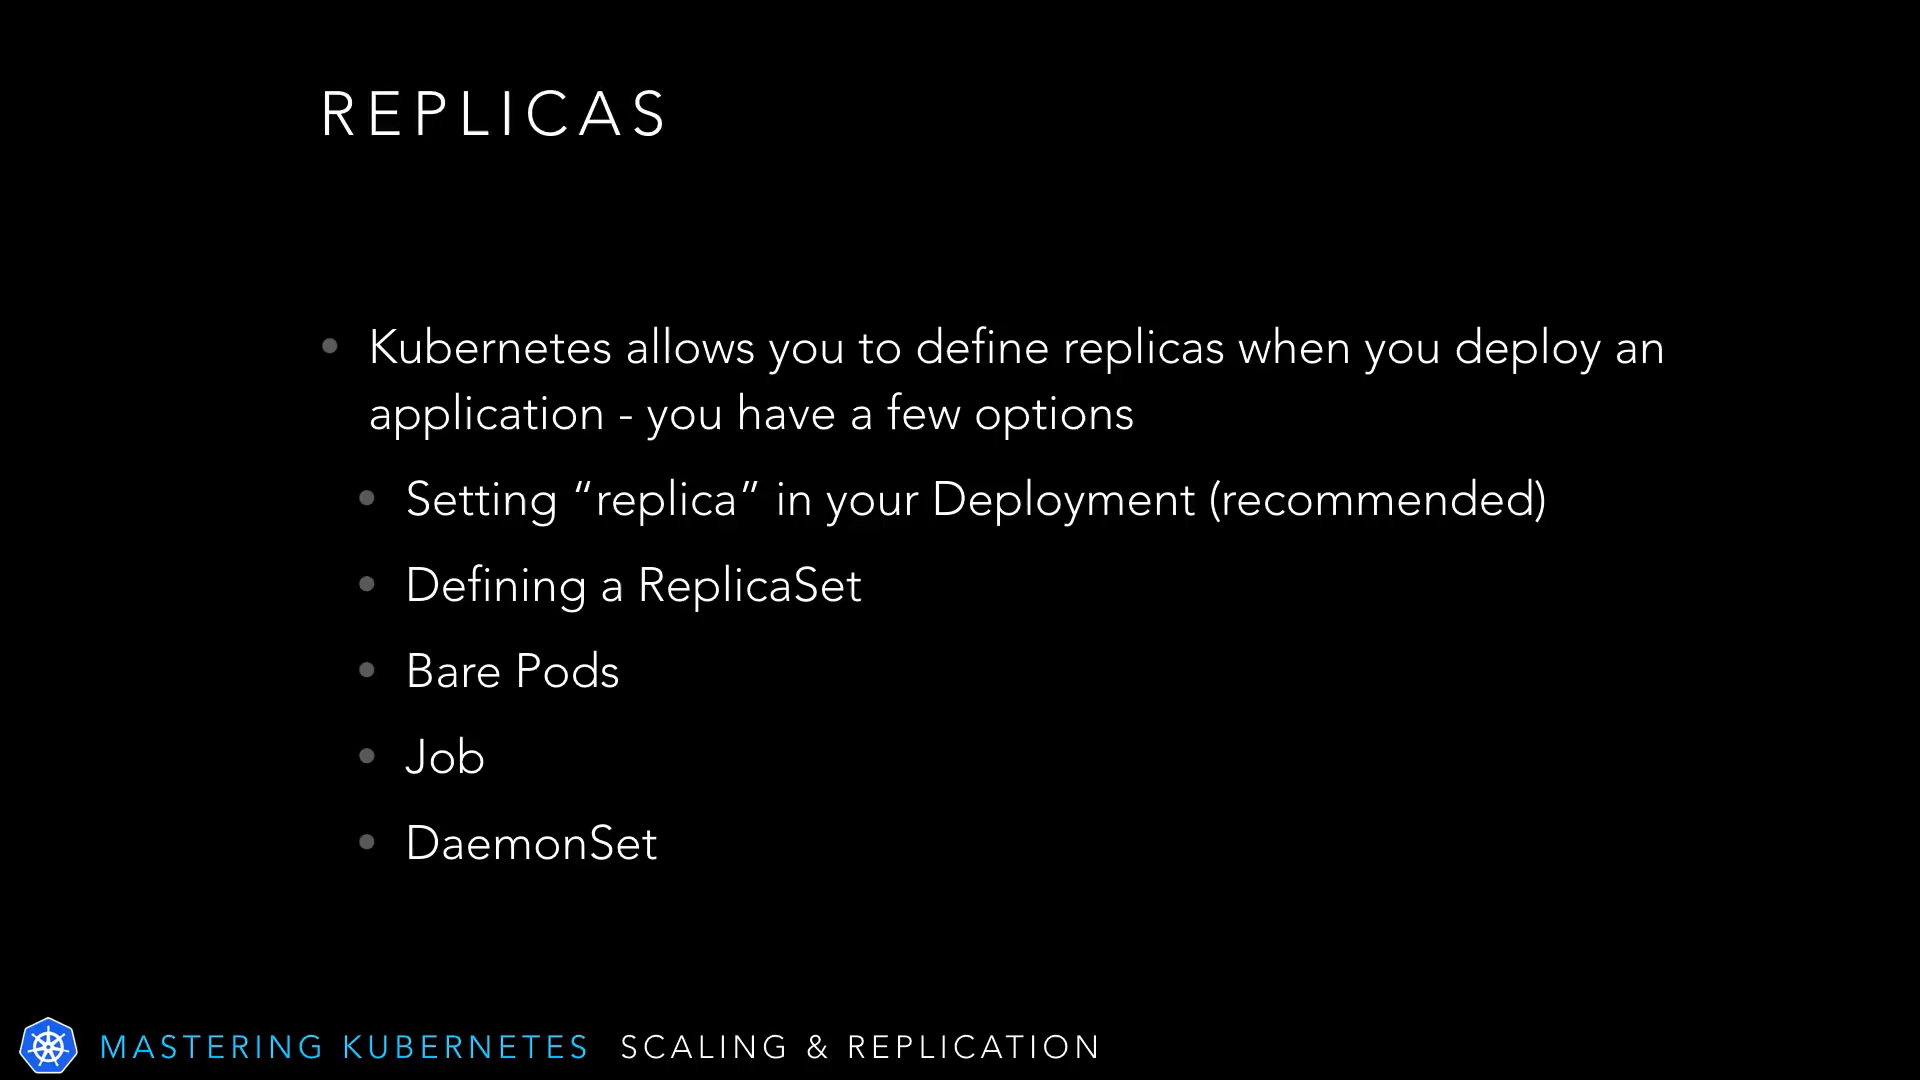 REPLICAS
Kubernetes allows you to define replicas when you deploy an
application - you have a few options
Setting “replica” in your Deployment (recommended)
Defining a ReplicaSet
Bare Pods
Job
DaemonSet
MASTERING KUBERNETES SCALING & REPLICATION